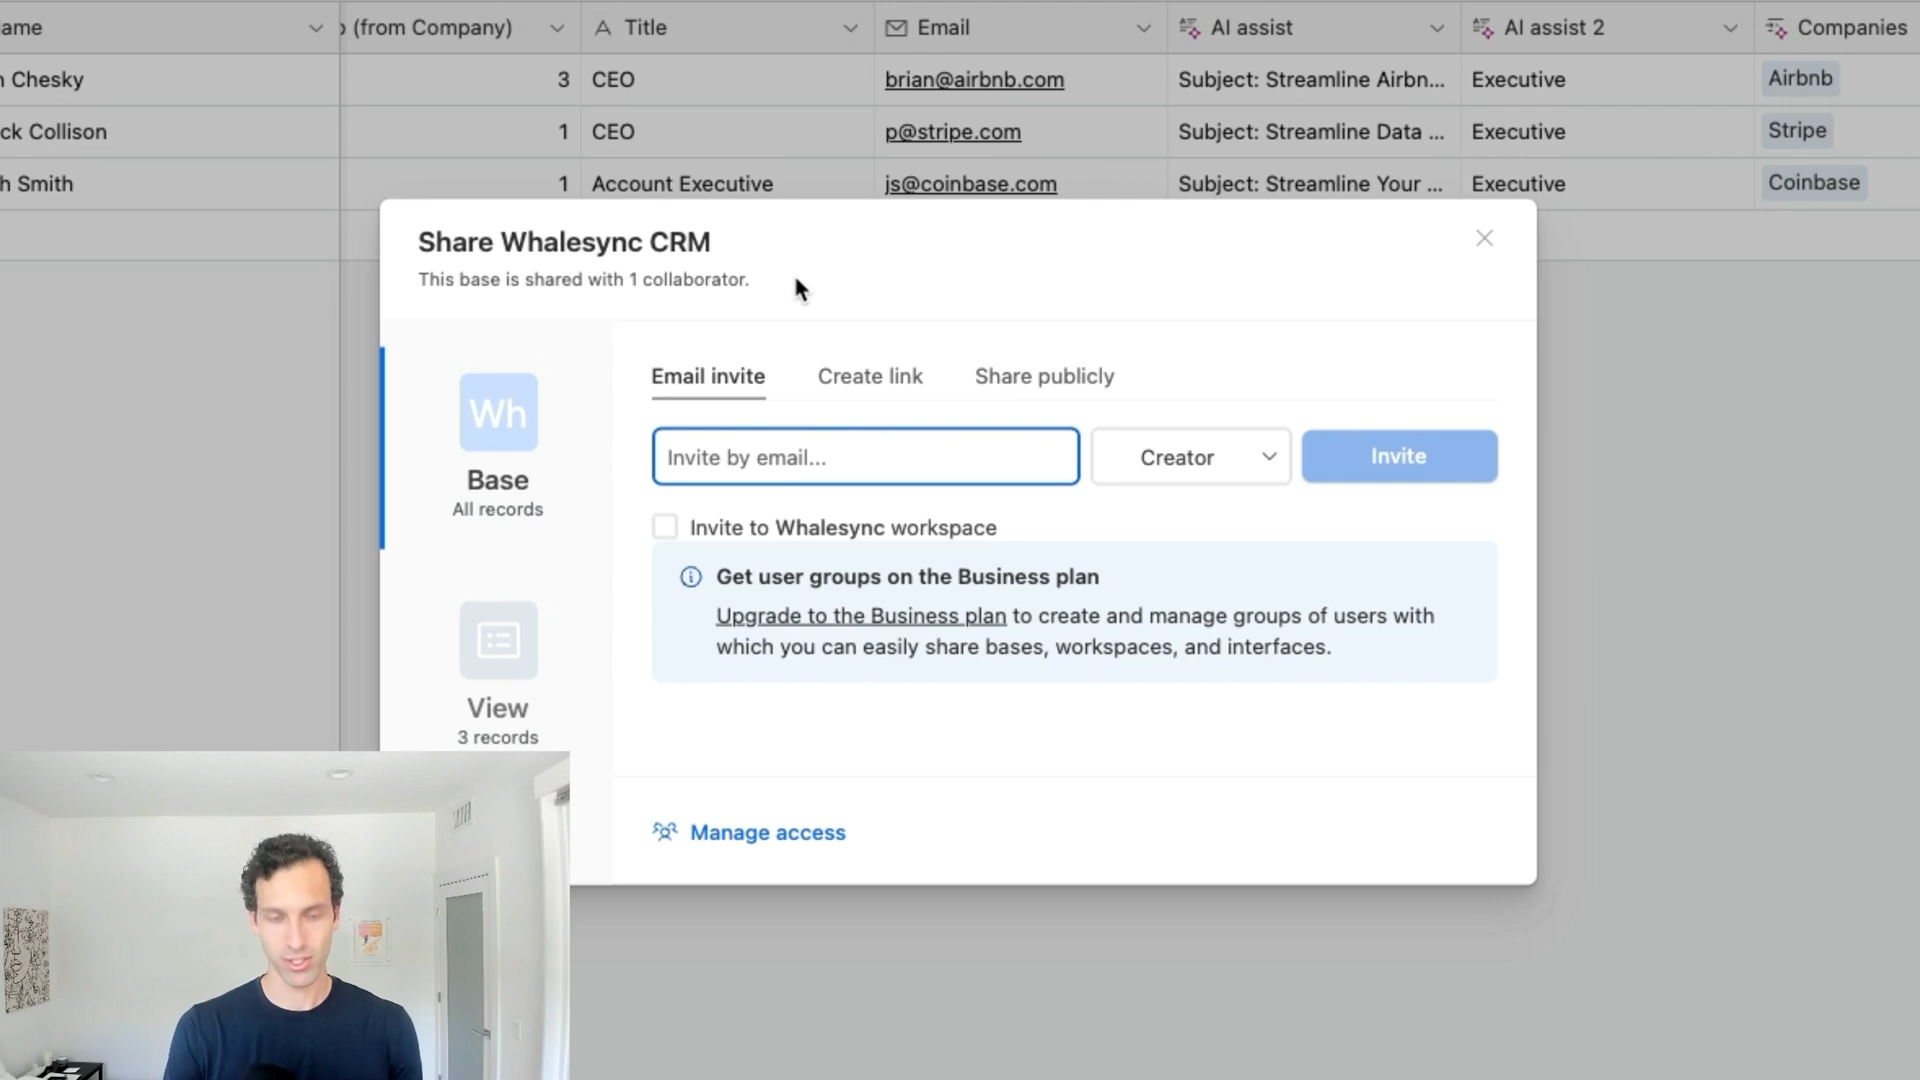 ame
(from Company)
Title
Email
AI assist
AI assist 2
Companies
Chesky
3
CEO
brian@airbnb.com
Subject: Streamline Airbn...
Executive
Airbnb
ck Collison
1
CEO
p@stripe.com
Subject: Streamline Data ...
Executive
Stripe
h Smith
1
Account Executive
js@coinbase.com
Subject: Streamline Your ...
Executive
Coinbase
Share Whalesync CRM
This base is shared with 1 collaborator.
Wh
Base
All records
View
3 records
Email invite
Create link
Share publicly
Invite by email...
Creator
Invite
Invite to Whalesync workspace
Get user groups on the Business plan
Upgrade to the Business plan to create and manage groups of users with
which you can easily share bases, workspaces, and interfaces.
Manage access